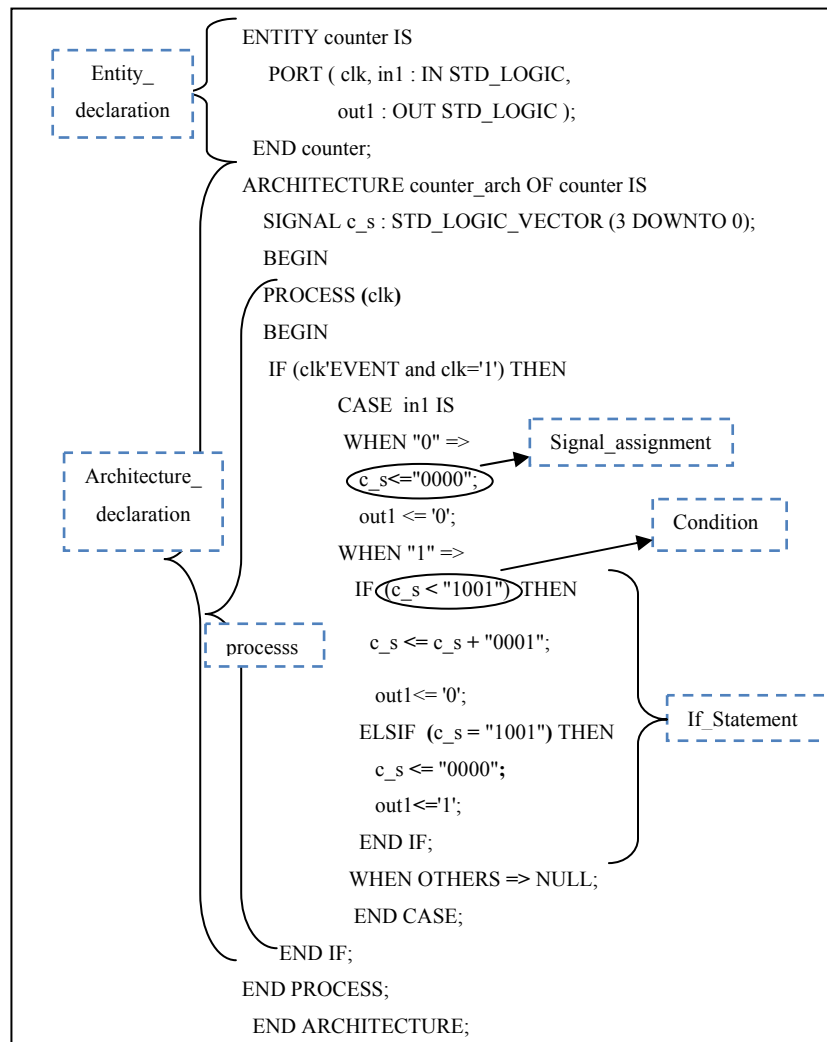 ENTITY counter IS
PORT ( clk, in1 : IN STD_LOGIC,
out1 : OUT STD_LOGIC );
END counter;
ARCHITECTURE counter_arch OF counter IS
SIGNAL c_s : STD_LOGIC_VECTOR (3 DOWNTO 0);
BEGIN
PROCESS (clk)
BEGIN
IF (clk'EVENT and clk='1') THEN
CASE in1 IS
WHEN "0" =>
c_s<="0000";
out1 <= '0';
WHEN "1" =>
IF (c_s < "1001") THEN
c_s <= c_s + "0001";
out1<= '0';
ELSIF (c_s = "1001") THEN
c_s <= "0000";
out1<='1';
END IF;
WHEN OTHERS => NULL;
END CASE;
END IF;
END PROCESS;
END ARCHITECTURE;
Entity_
declaration
Architecture_
declaration
processs
Signal_assignment
Condition
If_Statement